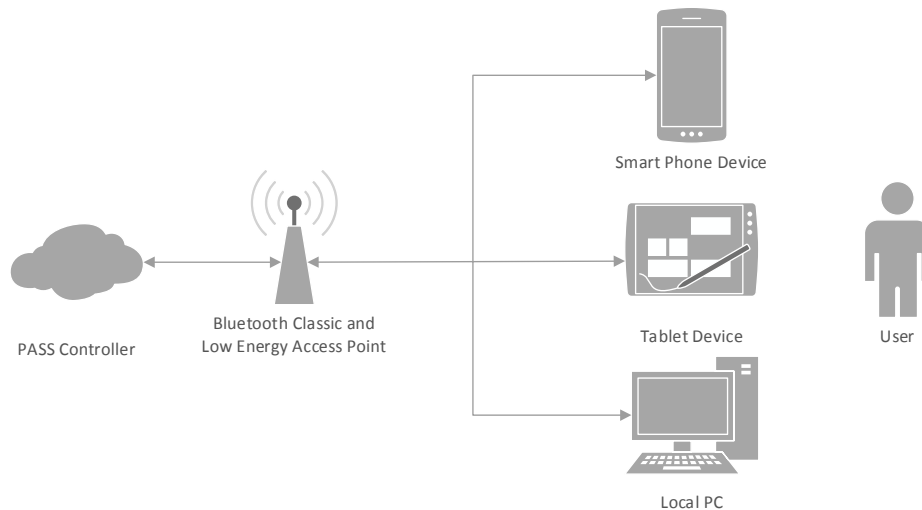 Smart Phone Device
PASS Controller
Bluetooth Classic and
Low Energy Access Point
Tablet Device
User
Local PC